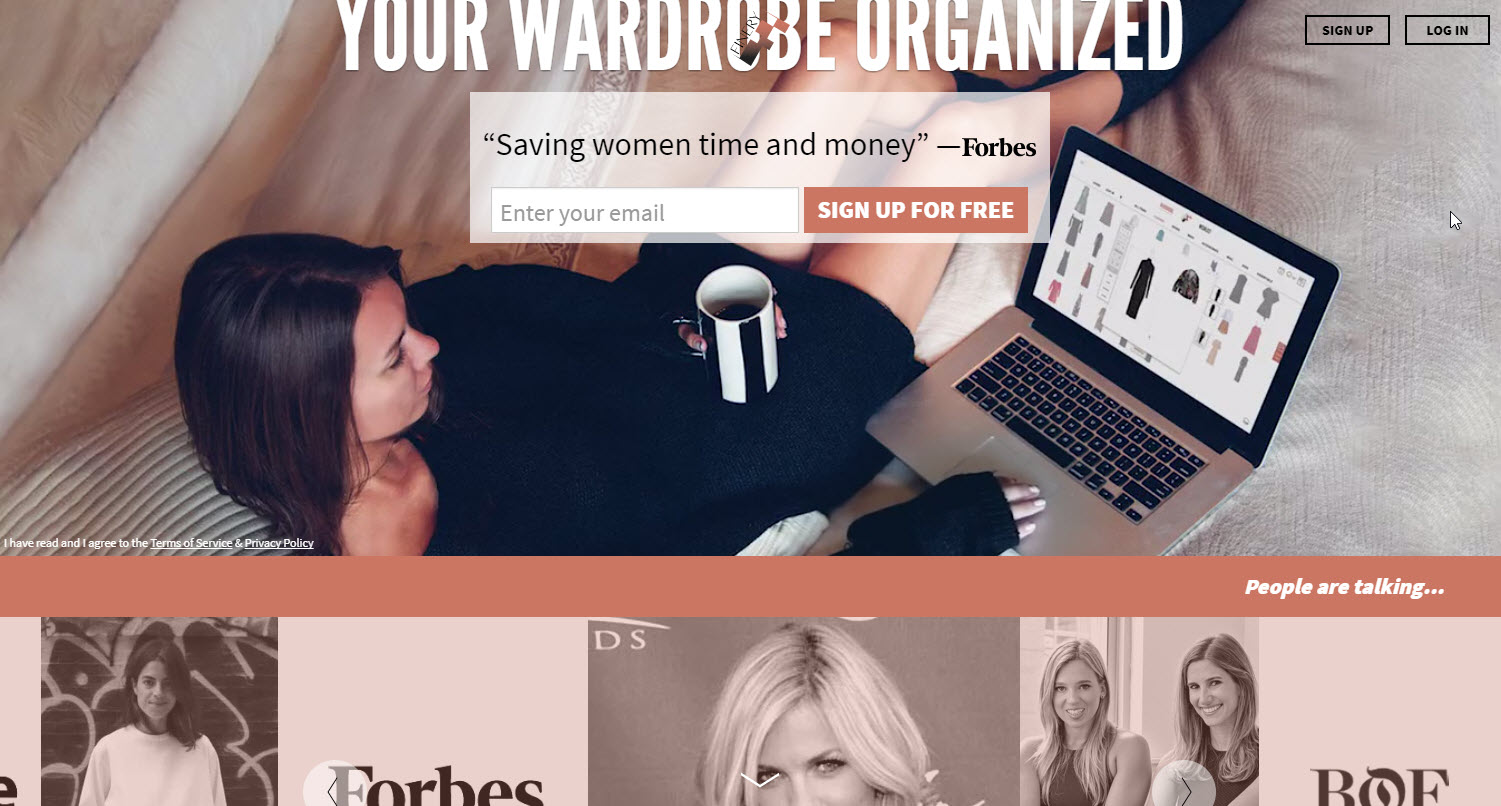 YOUR WARDROBE ORGANIZED
FINERY
SIGN UP
LOG IN
“Saving women time and money” —Forbes
Enter your email
SIGN UP FOR FREE
I have read and I agree to the Terms of Service & Privacy Policy
People are talking...
DS
e
Forbes
BOF